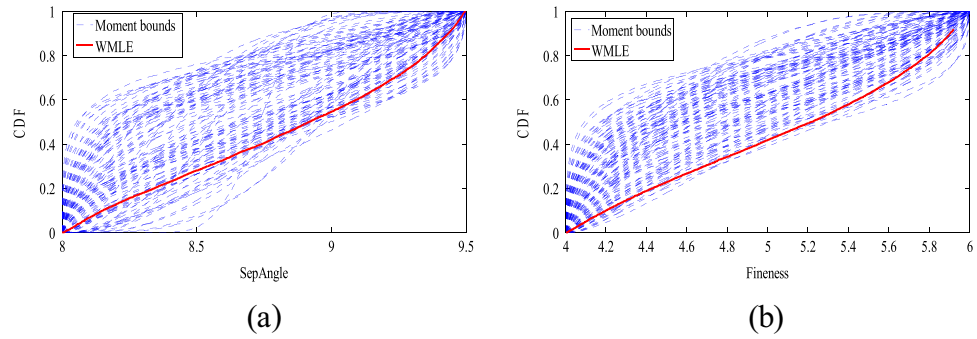 Moment bounds
WMLE
CDF
1
0.8
0.6
0.4
0.2
0
8
8.5
9
9.5
SepAngle
(a)
Moment bounds
WMLE
CDF
1
0.8
0.6
0.4
0.2
0
4
4.2
4.4
4.6
4.8
5
5.2
5.4
5.6
5.8
6
Fineness
(b)